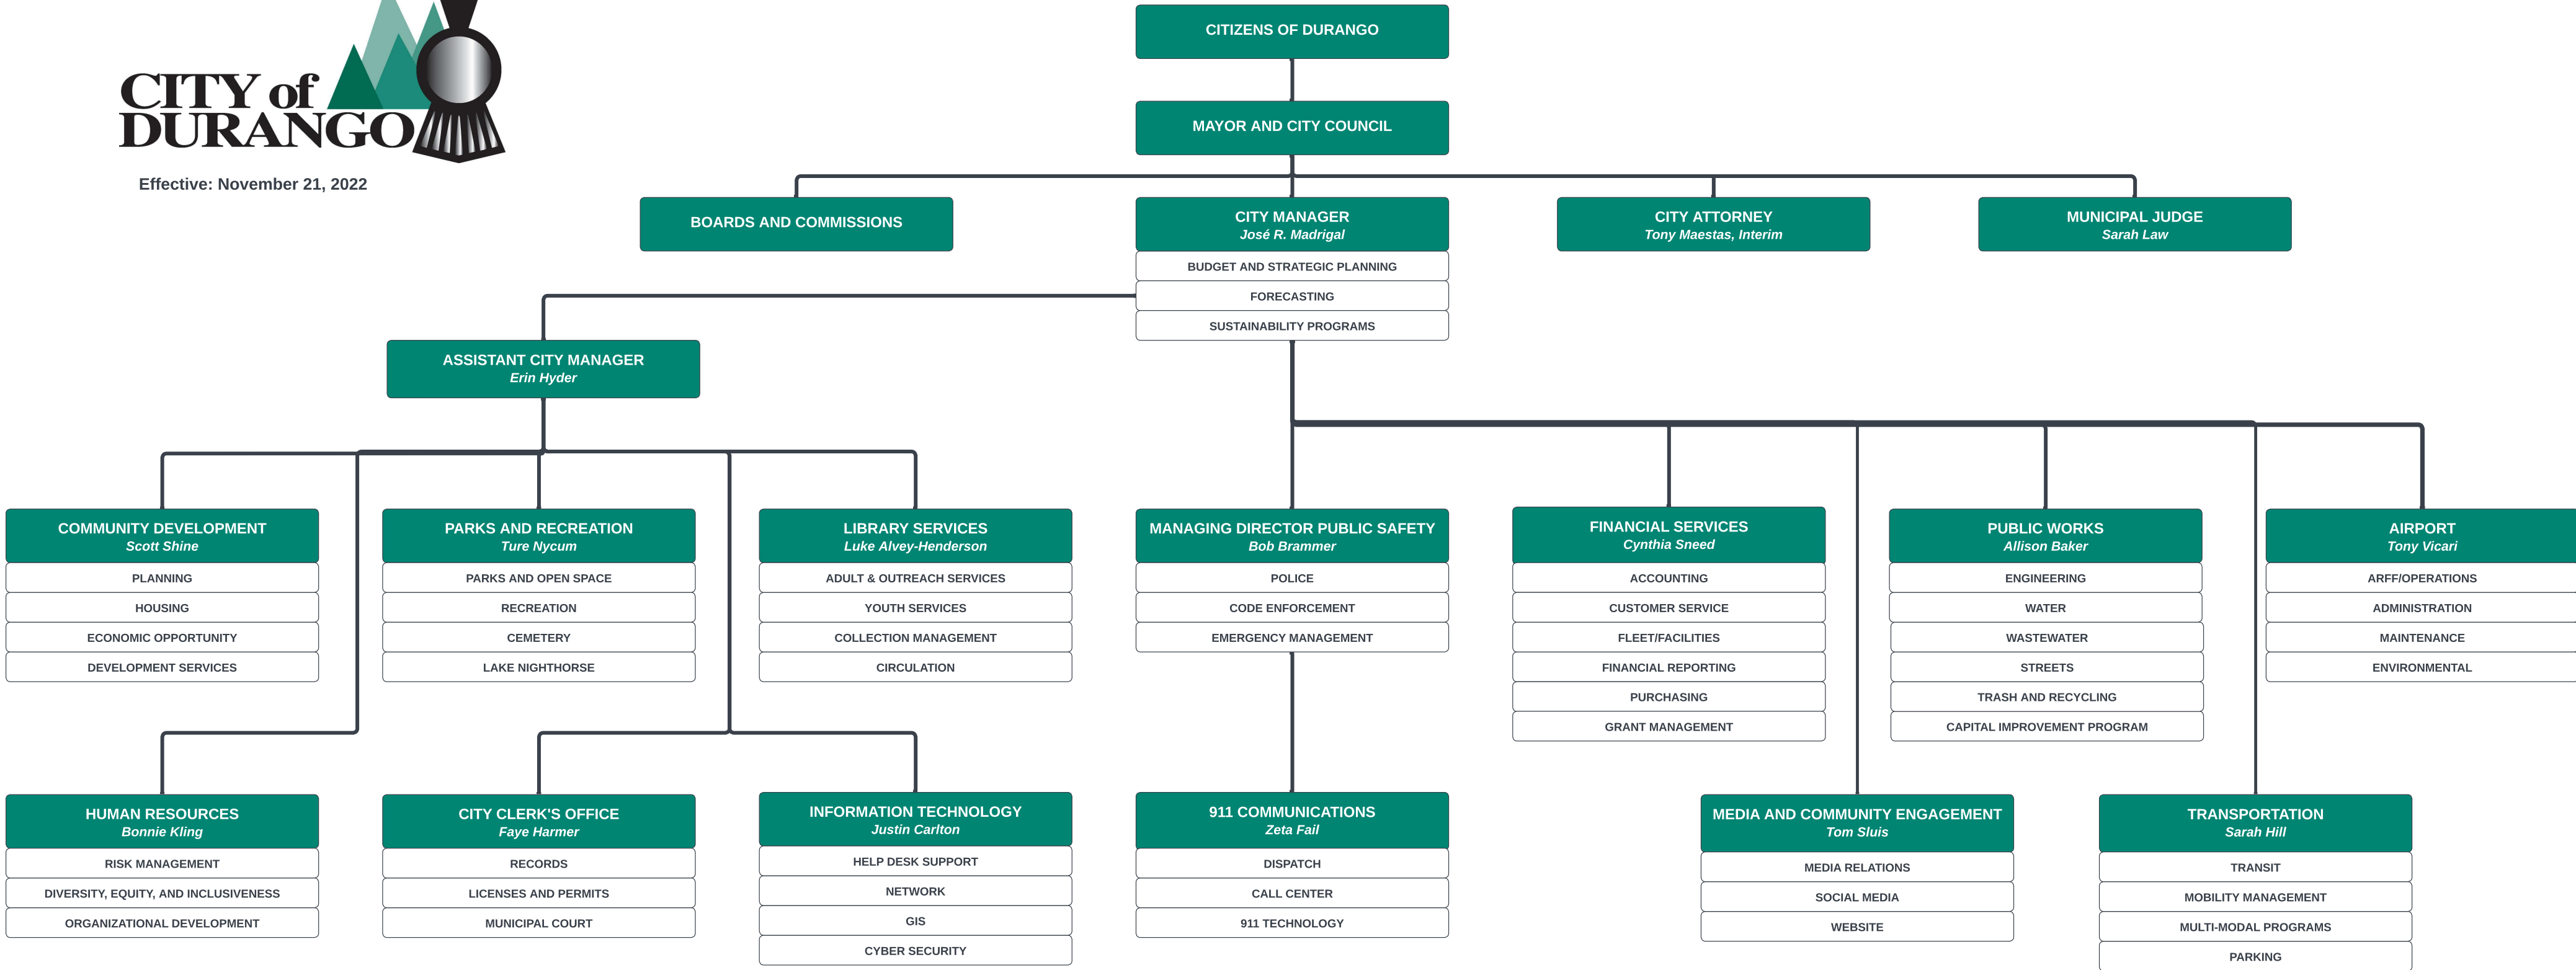 CITY of
DURANGO
Effective: November 21, 2022
CITIZENS OF DURANGO
MAYOR AND CITY COUNCIL
BOARDS AND COMMISSIONS
CITY MANAGER
José R. Madrigal
BUDGET AND STRATEGIC PLANNING
FORECASTING
SUSTAINABILITY PROGRAMS
CITY ATTORNEY
Tony Maestas, Interim
MUNICIPAL JUDGE
Sarah Law
ASSISTANT CITY MANAGER
Erin Hyder
COMMUNITY DEVELOPMENT
Scott Shine
PLANNING
HOUSING
ECONOMIC OPPORTUNITY
DEVELOPMENT SERVICES
PARKS AND RECREATION
Ture Nycum
PARKS AND OPEN SPACE
RECREATION
CEMETERY
LAKE NIGHTHORSE
LIBRARY SERVICES
Luke Alvey-Henderson
ADULT & OUTREACH SERVICES
YOUTH SERVICES
COLLECTION MANAGEMENT
CIRCULATION
MANAGING DIRECTOR PUBLIC SAFETY
Bob Brammer
POLICE
CODE ENFORCEMENT
EMERGENCY MANAGEMENT
FINANCIAL SERVICES
Cynthia Sneed
ACCOUNTING
CUSTOMER SERVICE
FLEET/FACILITIES
FINANCIAL REPORTING
PURCHASING
GRANT MANAGEMENT
PUBLIC WORKS
Allison Baker
ENGINEERING
WATER
WASTEWATER
STREETS
TRASH AND RECYCLING
CAPITAL IMPROVEMENT PROGRAM
AIRPORT
Tony Vicari
ARFF/OPERATIONS
ADMINISTRATION
MAINTENANCE
ENVIRONMENTAL
HUMAN RESOURCES
Bonnie Kling
RISK MANAGEMENT
DIVERSITY, EQUITY, AND INCLUSIVENESS
ORGANIZATIONAL DEVELOPMENT
CITY CLERK'S OFFICE
Faye Harmer
RECORDS
LICENSES AND PERMITS
MUNICIPAL COURT
INFORMATION TECHNOLOGY
Justin Carlton
HELP DESK SUPPORT
NETWORK
GIS
CYBER SECURITY
911 COMMUNICATIONS
Zeta Fail
DISPATCH
CALL CENTER
911 TECHNOLOGY
MEDIA AND COMMUNITY ENGAGEMENT
Tom Sluis
MEDIA RELATIONS
SOCIAL MEDIA
WEBSITE
TRANSPORTATION
Sarah Hill
TRANSIT
MOBILITY MANAGEMENT
MULTI-MODAL PROGRAMS
PARKING